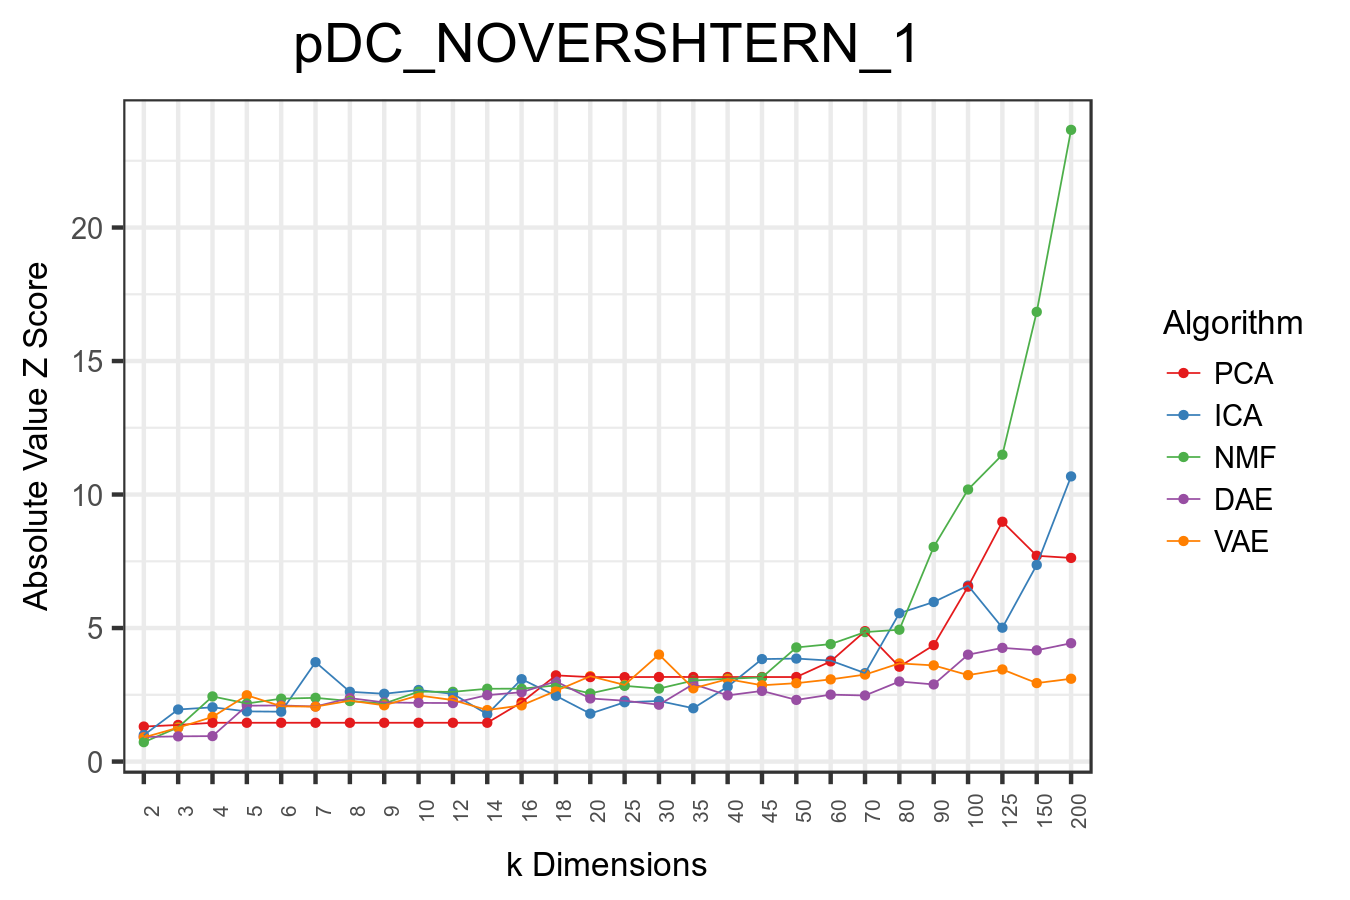 pDC_NOVERSHTERN_1
Absolute Value Z Score
20
15
10
5
0
2 3 4 5 6 7 8 9 10 12 14 16 18 20 25 30 35 40 45 50 60 70 80 90 100 125 150 200
k Dimensions
Algorithm
PCA
ICA
NMF
DAE
VAE